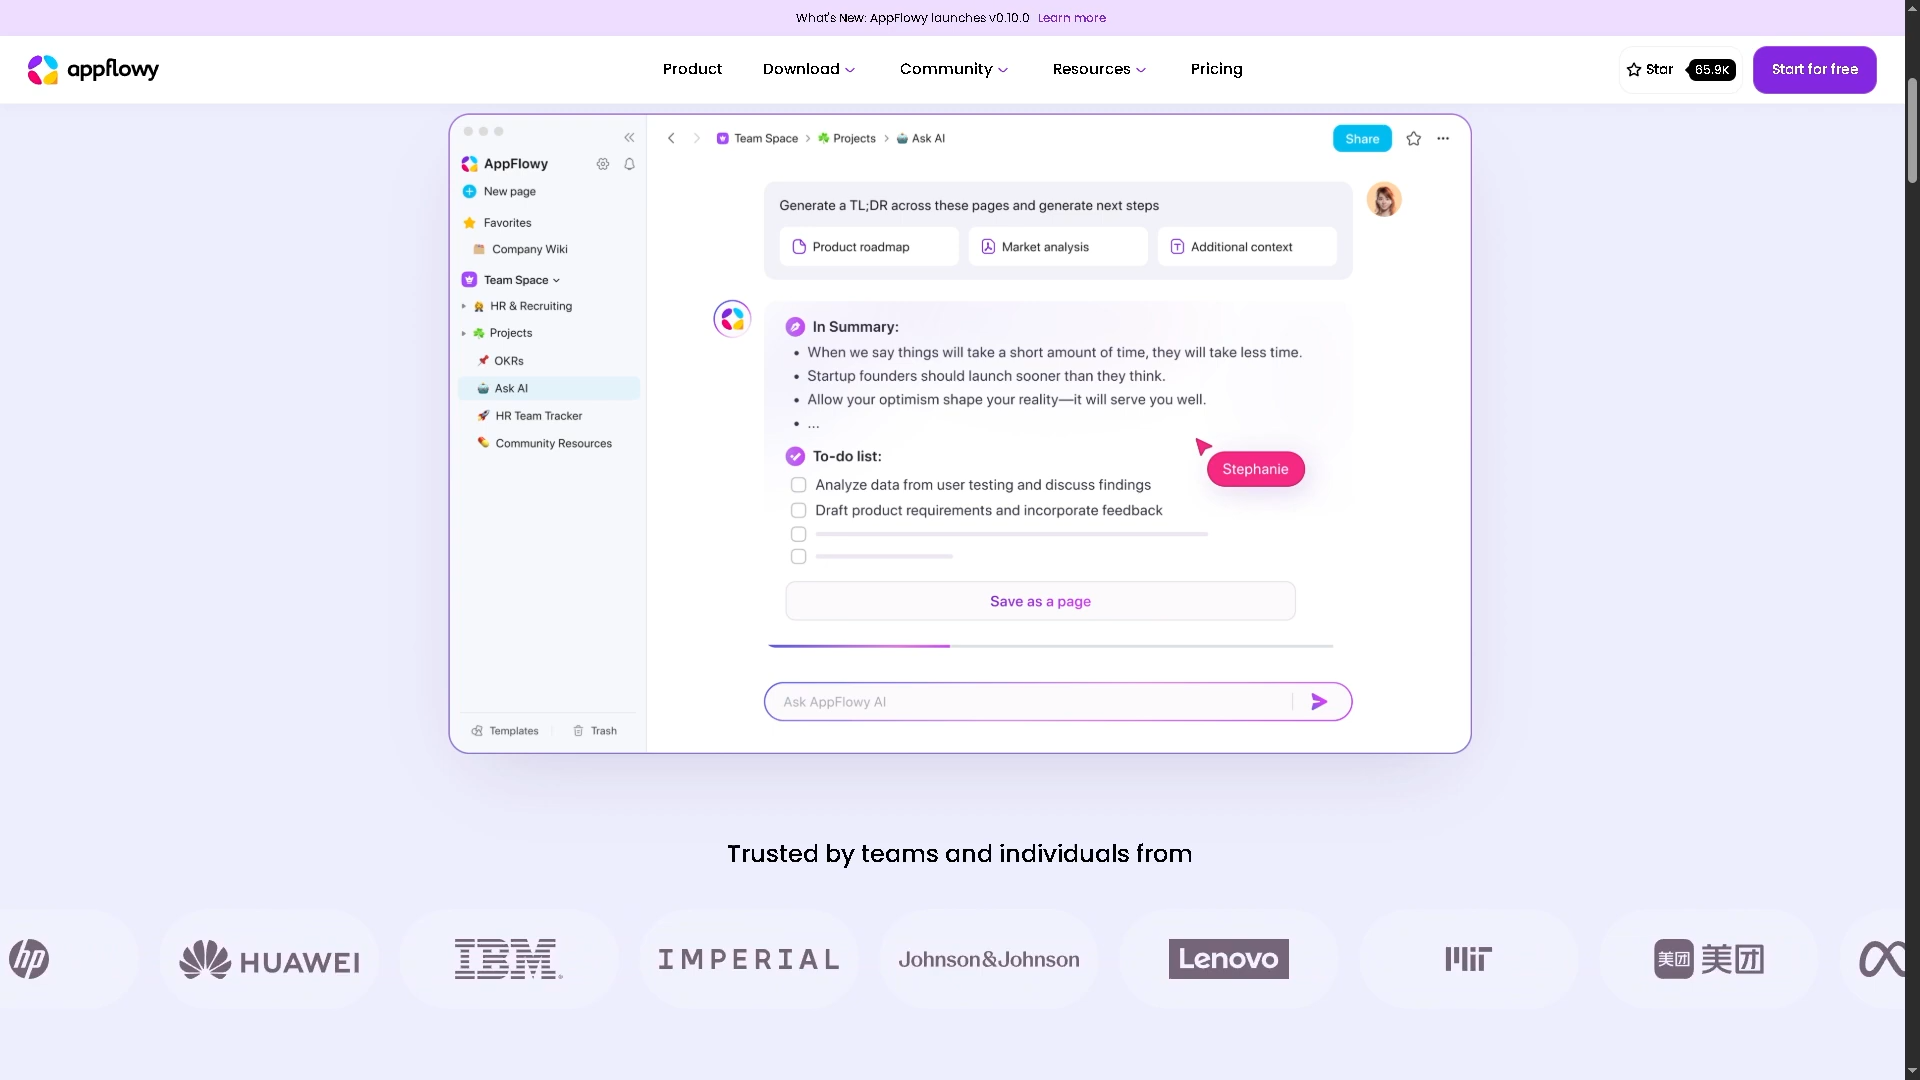 What's New: AppFlowy launches v0.10.0 Learn more
appflowy
Product
Download
Community
Resources
Pricing
Star
65.9K
Start for free
AppFlowy
New page
Favorites
Company Wiki
Team Space
HR & Recruiting
Projects
OKRs
Ask AI
HR Team Tracker
Community Resources
Templates
Trash
Team Space > Projects > Ask AI
Share
Generate a TL;DR across these pages and generate next steps
Product roadmap
Market analysis
Additional context
In Summary:
• When we say things will take a short amount of time, they will take less time.
• Startup founders should launch sooner than they think.
• Allow your optimism shape your reality—it will serve you well.
• ...
To-do list:
Stephanie
Analyze data from user testing and discuss findings
Draft product requirements and incorporate feedback
Save as a page
Ask AppFlowy AI
Trusted by teams and individuals from
hp
HUAWEI
IBM
IMPERIAL
Johnson&Johnson
Lenovo
MIT
美团 美团